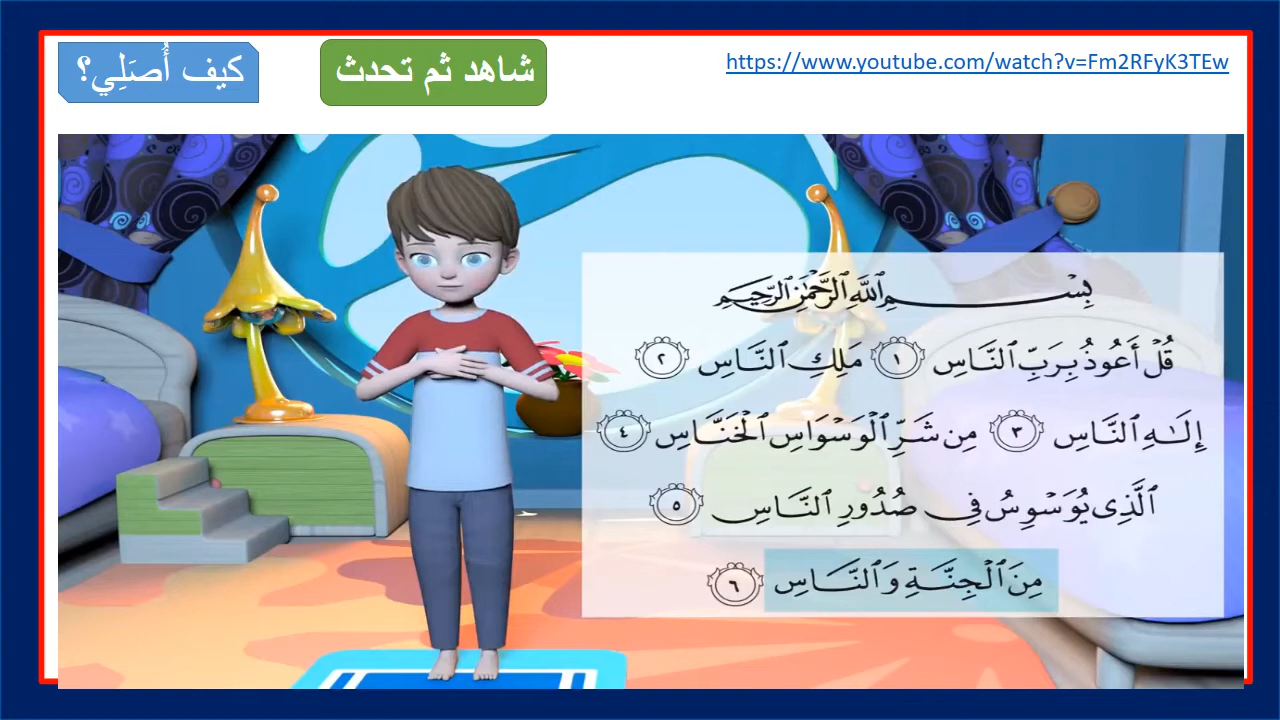 كيف أُصَلِي؟
شاهد ثم تحدث
https://www.youtube.com/watch?v=Fm2RFyK3TEw
بِسْمِ ٱللَّهِ ٱلرَّحْمَٰنِ ٱلرَّحِيمِ
قُلْ أَعُوذُ بِرَبِّ ٱلنَّاسِ ١ مَلِكِ ٱلنَّاسِ ٢
إِلَٰهِ ٱلنَّاسِ ٣ مِن شَرِّ ٱلْوَسْوَاسِ ٱلْخَنَّاسِ ٤
ٱلَّذِى يُوَسْوِسُ فِى صُدُورِ ٱلنَّاسِ ٥
مِنَ ٱلْجِنَّةِ وَٱلنَّاسِ ٦